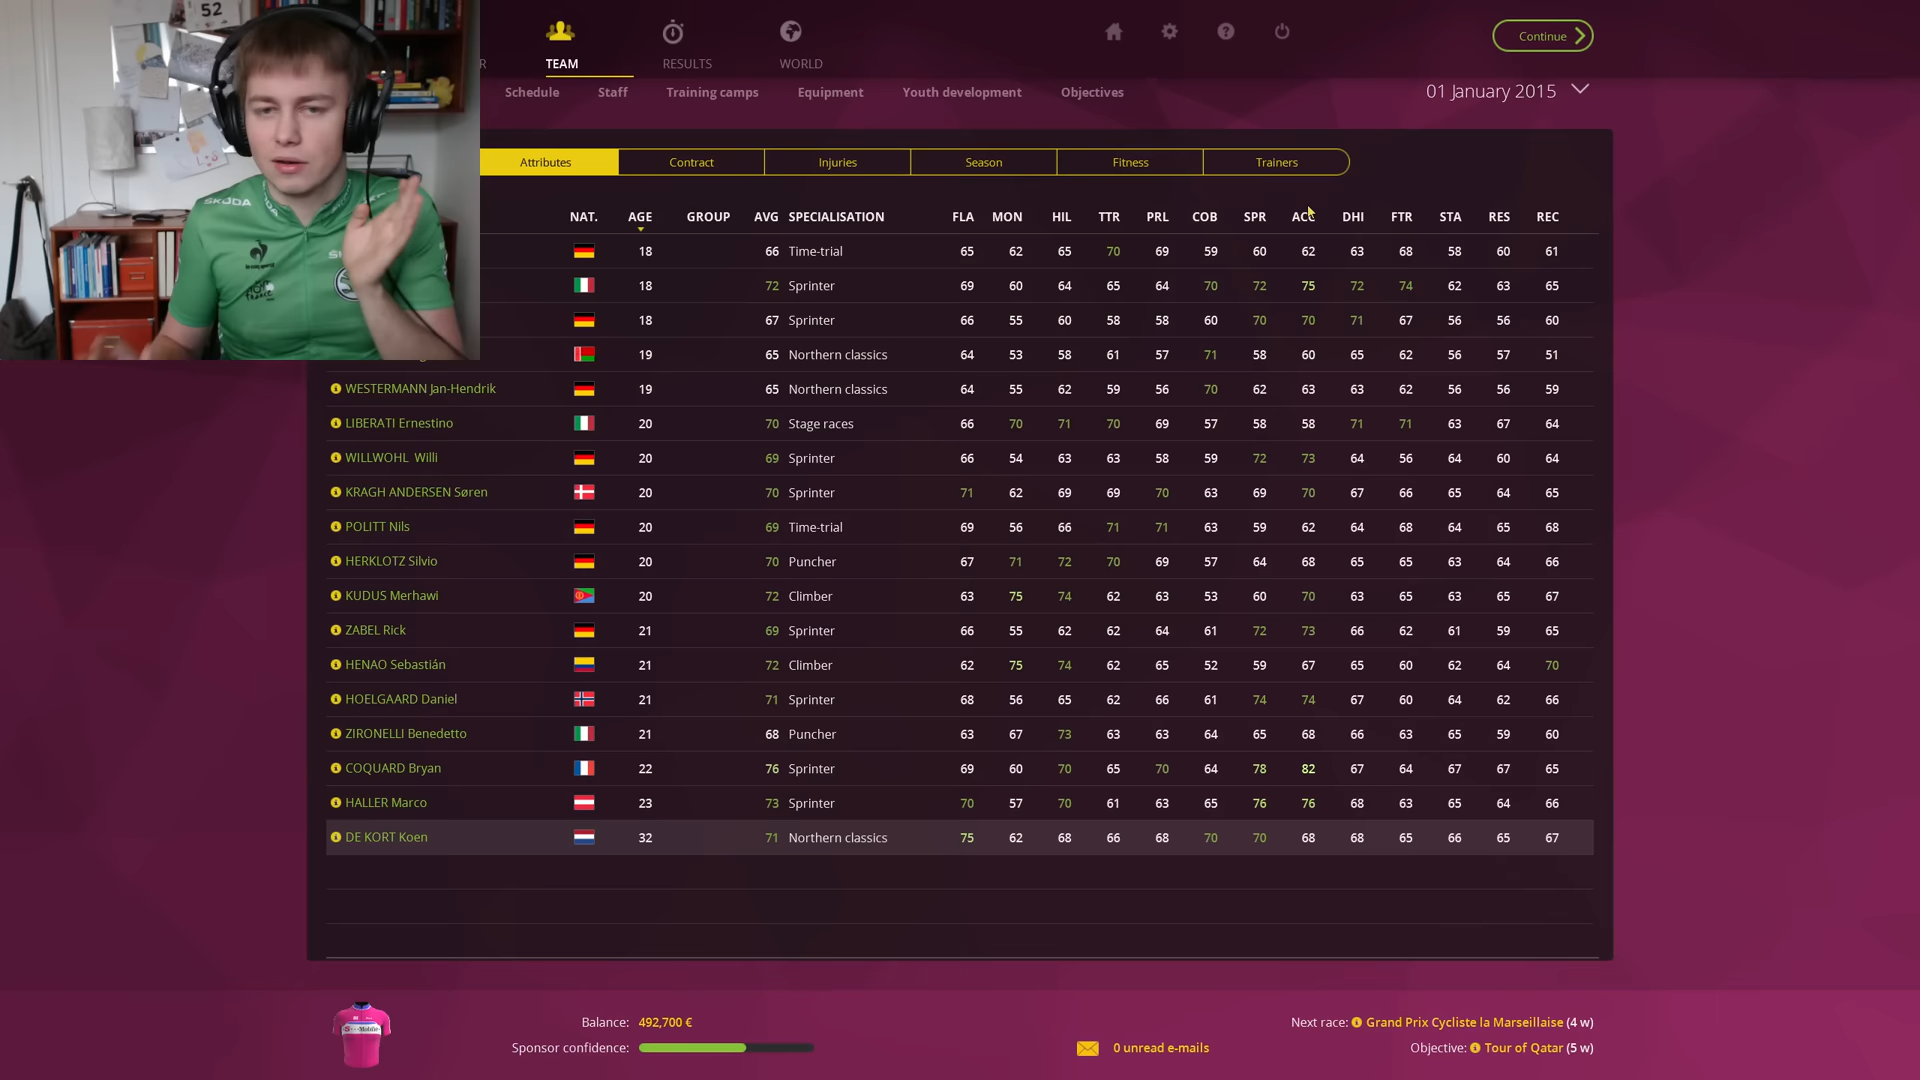 52
TEAM
RESULTS
WORLD
Continue
Schedule Staff Training camps Equipment Youth development Objectives
01 January 2015
Attributes Contract Injuries Season Fitness Trainers
NAT. AGE GROUP AVG SPECIALISATION FLA MON HIL TTR PRL COB SPR ACC DHI FTR STA RES REC
18 66 Time-trial 65 62 65 70 69 59 60 62 63 68 58 60 61
18 72 Sprinter 69 60 64 65 64 70 72 75 72 74 62 63 65
18 67 Sprinter 66 55 60 58 58 60 70 70 71 67 56 56 60
19 65 Northern classics 64 53 58 61 57 71 58 60 65 62 56 57 51
WESTERMANN Jan-Hendrik 19 65 Northern classics 64 55 62 59 56 70 62 63 63 62 56 56 59
LIBERATI Ernestino 20 70 Stage races 66 70 71 70 69 57 58 58 71 71 63 67 64
WILLWOHL Willi 20 69 Sprinter 66 54 63 63 58 59 72 73 64 56 64 60 64
KRAGH ANDERSEN Søren 20 70 Sprinter 71 62 69 69 70 63 69 70 67 66 65 64 65
POLITT Nils 20 69 Time-trial 69 56 66 71 71 63 59 62 64 68 64 65 68
HERKLOTZ Silvio 20 70 Puncher 67 71 72 70 69 57 64 68 65 65 63 64 66
KUDUS Merhawi 20 72 Climber 63 75 74 62 63 53 60 70 63 65 63 65 67
ZABEL Rick 21 69 Sprinter 66 55 62 62 64 61 72 73 66 62 61 59 65
HENAO Sebastián 21 72 Climber 62 75 74 62 65 52 59 67 65 60 62 64 70
HOELGAARD Daniel 21 71 Sprinter 68 56 65 62 66 61 74 74 67 60 64 62 66
ZIRONELLI Benedetto 21 68 Puncher 63 67 73 63 63 64 65 68 66 63 65 59 60
COQUARD Bryan 22 76 Sprinter 69 60 70 65 70 64 78 82 67 64 67 67 65
HALLER Marco 23 73 Sprinter 70 57 70 61 63 65 76 76 68 63 65 64 66
DE KORT Koen 32 71 Northern classics 75 62 68 66 68 70 70 68 68 65 66 65 67
Balance: 492,700 €
Sponsor confidence:
0 unread e-mails
Next race: Grand Prix Cycliste la Marseillaise (4 w)
Objective: Tour of Qatar (5 w)
ŠKODA